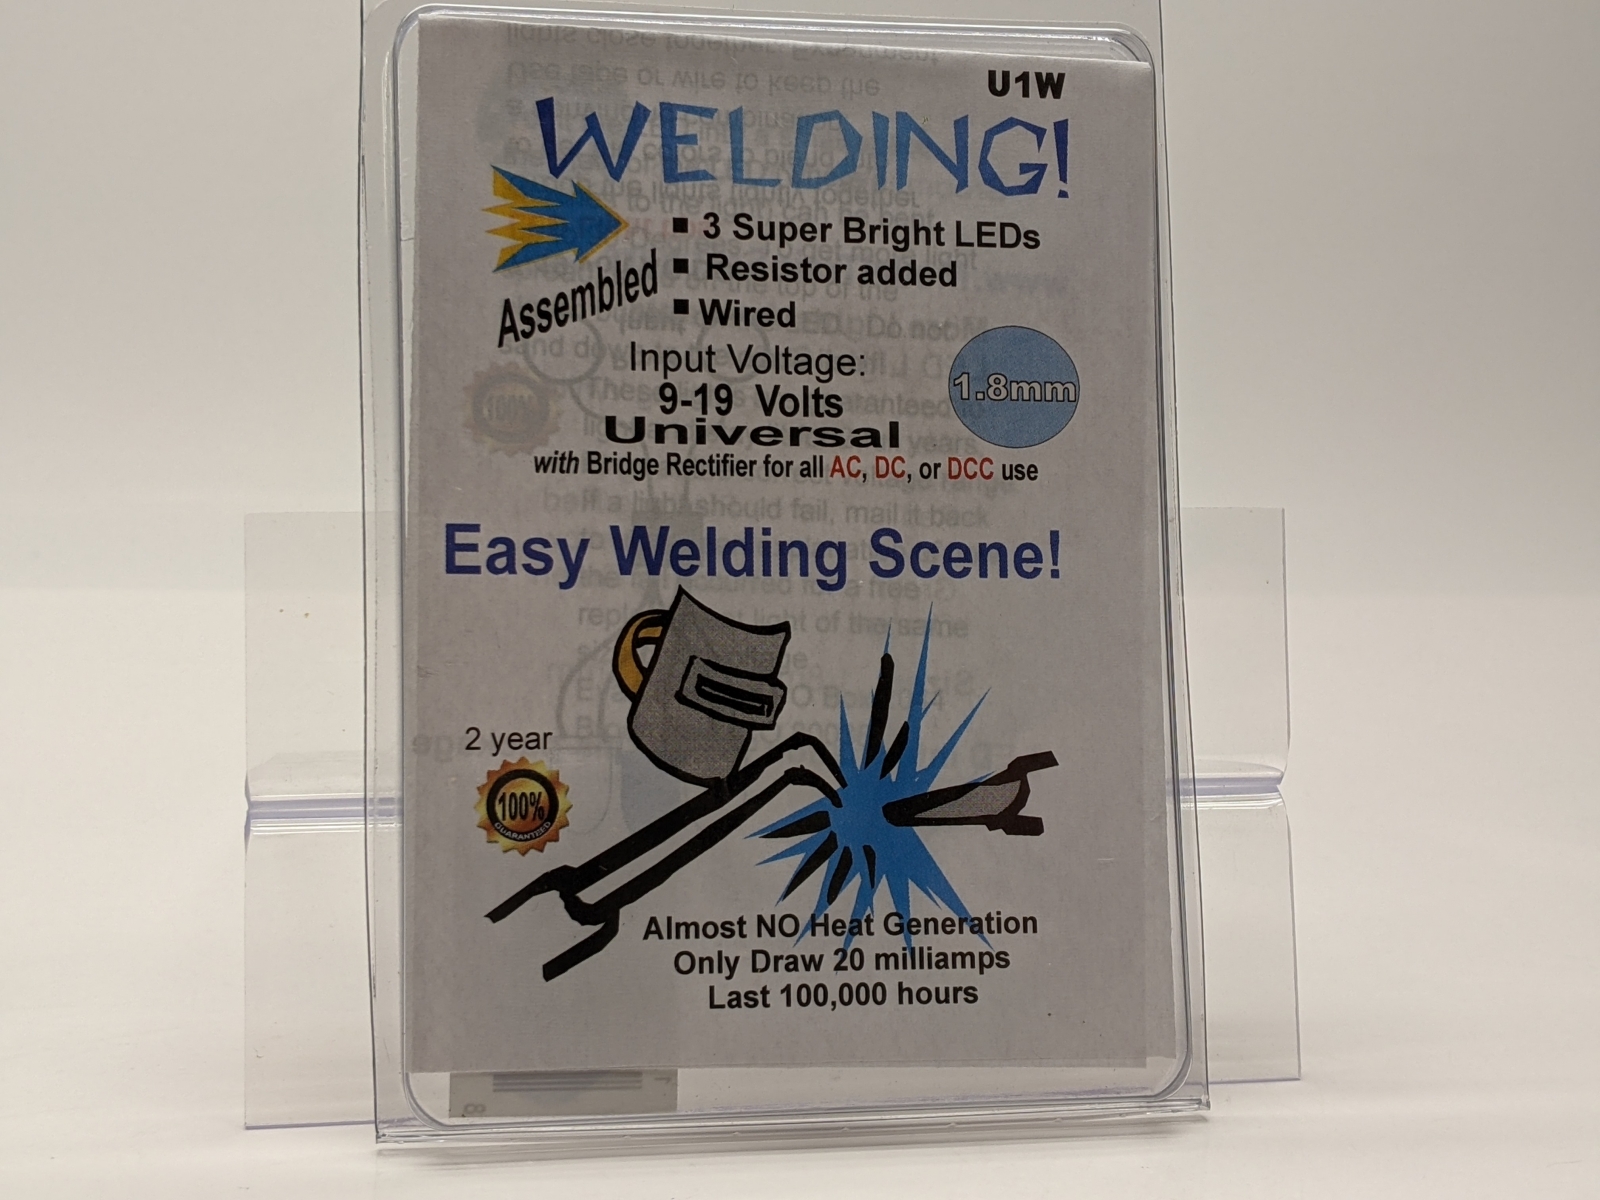 U1W
WELDING!
Assembled
▪ 3 Super Bright LEDs
▪ Resistor added
▪ Wired
Input Voltage:
9-19 Volts
1.8mm
Universal
with Bridge Rectifier for all AC, DC, or DCC use
Easy Welding Scene!
2 year
100%
GUARANTEED
Almost NO Heat Generation
Only Draw 20 milliamps
Last 100,000 hours